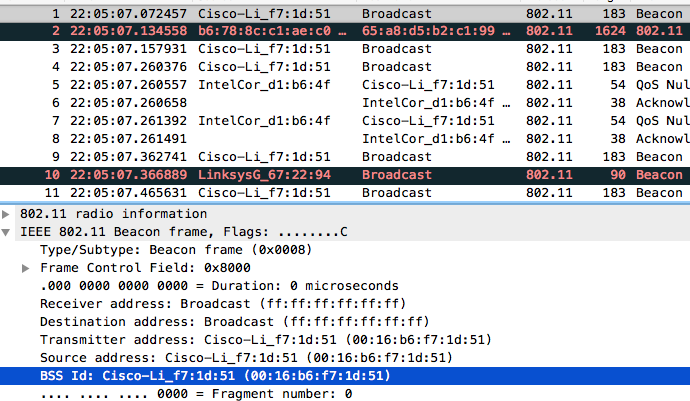 1 22:05:07.072457 Cisco-Li_f7:1d:51 Broadcast 802.11 183 Beacon
2 22:05:07.134558 b6:78:8c:c1:ae:c0 … 65:a8:d5:b2:c1:99 … 802.11 1624 802.11
3 22:05:07.157931 Cisco-Li_f7:1d:51 Broadcast 802.11 183 Beacon
4 22:05:07.260376 Cisco-Li_f7:1d:51 Broadcast 802.11 183 Beacon
5 22:05:07.260557 IntelCor_d1:b6:4f Cisco-Li_f7:1d:51 802.11 54 QoS Nul
6 22:05:07.260658 IntelCor_d1:b6:4f … 802.11 38 Acknowl
7 22:05:07.261392 IntelCor_d1:b6:4f Cisco-Li_f7:1d:51 802.11 54 QoS Nul
8 22:05:07.261491 IntelCor_d1:b6:4f … 802.11 38 Acknowl
9 22:05:07.362741 Cisco-Li_f7:1d:51 Broadcast 802.11 183 Beacon
10 22:05:07.366889 LinksysG_67:22:94 Broadcast 802.11 90 Beacon
11 22:05:07.465631 Cisco-Li_f7:1d:51 Broadcast 802.11 183 Beacon
802.11 radio information
IEEE 802.11 Beacon frame, Flags: ........C
Type/Subtype: Beacon frame (0x0008)
Frame Control Field: 0x8000
.000 0000 0000 0000 = Duration: 0 microseconds
Receiver address: Broadcast (ff:ff:ff:ff:ff:ff)
Destination address: Broadcast (ff:ff:ff:ff:ff:ff)
Transmitter address: Cisco-Li_f7:1d:51 (00:16:b6:f7:1d:51)
Source address: Cisco-Li_f7:1d:51 (00:16:b6:f7:1d:51)
BSS Id: Cisco-Li_f7:1d:51 (00:16:b6:f7:1d:51)
.... .... .... 0000 = Fragment number: 0